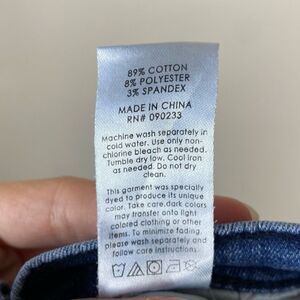 89% COTTON
8% POLYESTER
3% SPANDEX
MADE IN CHINA
RN# 090233
Machine wash separately in
cold water. Use only non-
chlorine bleach as needed.
Tumble dry low. Cool iron
as needed. Do not dry
clean.
This garment was specially
dyed to produce its unique
color. Take care.dark colors
may transfer onto light
colored clothing or other
items. To minimize fading,
please wash separately and
follow care instructions.